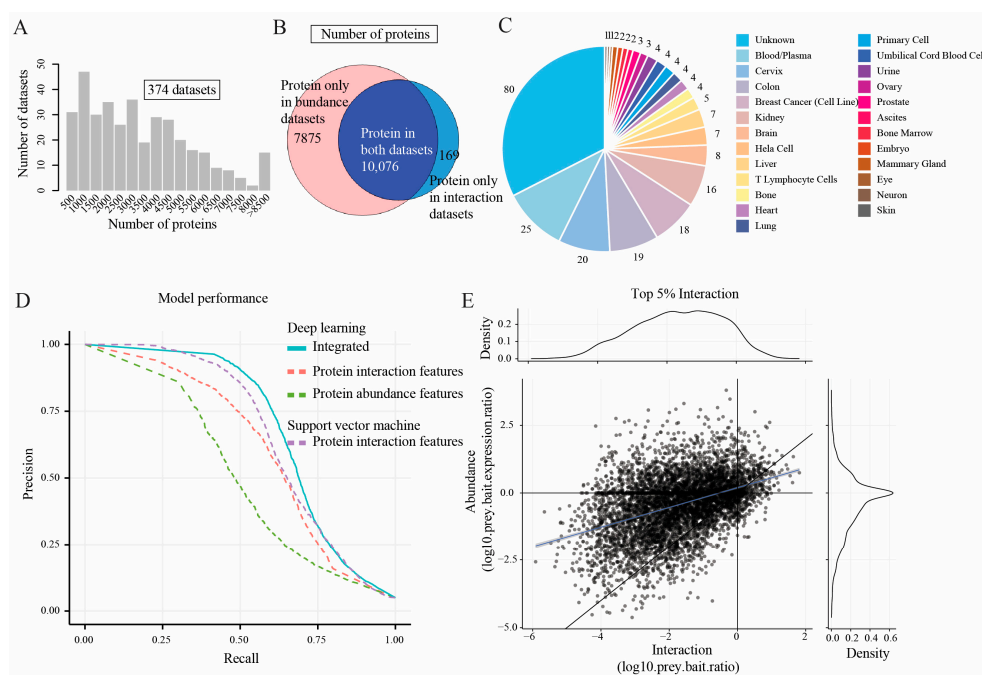 A
Number of datasets
50
40
30
20
10
0
374 datasets
500
1000
1500
2000
2500
3000
3500
4000
4500
5000
5500
6000
6500
7000
7500
8000
>8500
Number of proteins
B
Number of proteins
Protein only
in bundance
datasets
7875
Protein in
both datasets
10,076
169
Protein only
in interaction
datasets
C
1112222334
4
4
4
4
5
7
7
8
16
18
19
20
25
80
Unknown
Blood/Plasma
Cervix
Colon
Breast Cancer (Cell Line)
Kidney
Brain
Hela Cell
Liver
T Lymphocyte Cells
Bone
Heart
Lung
Primary Cell
Umbilical Cord Blood Cel
Urine
Ovary
Prostate
Ascites
Bone Marrow
Embryo
Mammary Gland
Eye
Neuron
Skin
D
Model performance
Precision
1.00
0.75
0.50
0.25
0.00
0.00
0.25
0.50
0.75
1.00
Recall
Deep learning
Integrated
Protein interaction features
Protein abundance features
Support vector machine
Protein interaction features
E
Top 5% Interaction
Density
0.2
0.1
0.0
Abundance
(log10.prey.bait.expression.ratio)
2.5
0.0
−2.5
−5.0
−6
−4
−2
0
2
Interaction
(log10.prey.bait.ratio)
0.0 0.2 0.4 0.6
Density